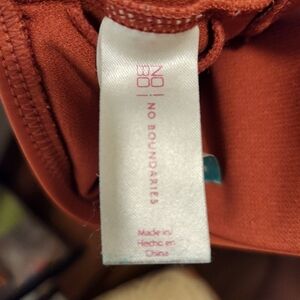 NO
BO
NO BOUNDARIES
Made in/
Hecho en
China